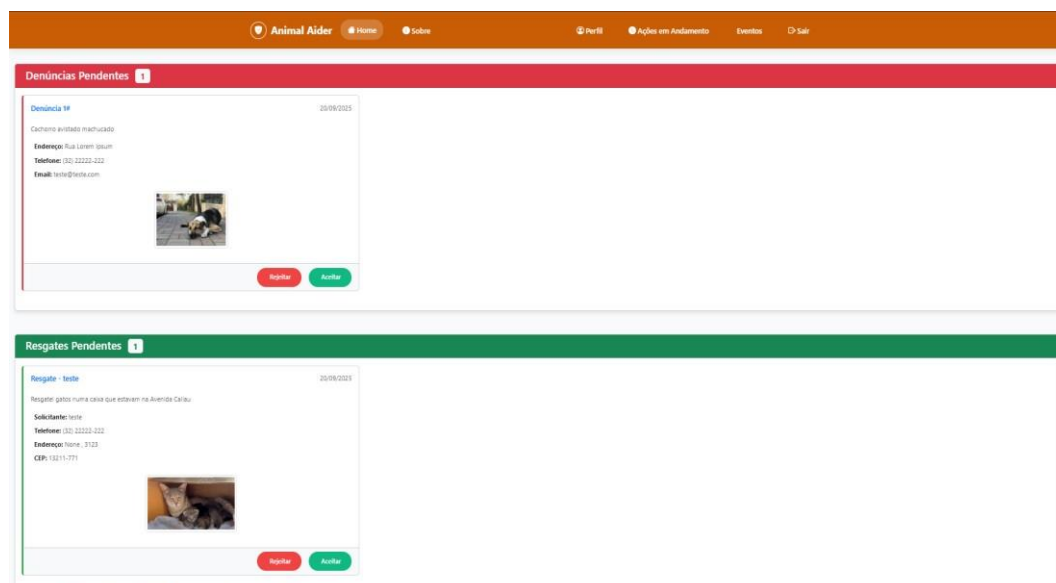 Animal Aider Home Sobre Perfil Ações em Andamento Eventos Sair
Denúncias Pendentes 1
Denúncia 1# 20/09/2025
Cachorro avistado machucado
Endereço: Rua Lorem Ipsum
Telefone: (32) 22222-222
Email: teste@teste.com
Rejeitar Aceitar
Resgates Pendentes 1
Resgate - teste 20/09/2025
Resgatei gatos numa caixa que estavam na Avenida Callau
Solicitante: teste
Telefone: (32) 22222-222
Endereço: None , 3123
CEP: 13211-771
Rejeitar Aceitar